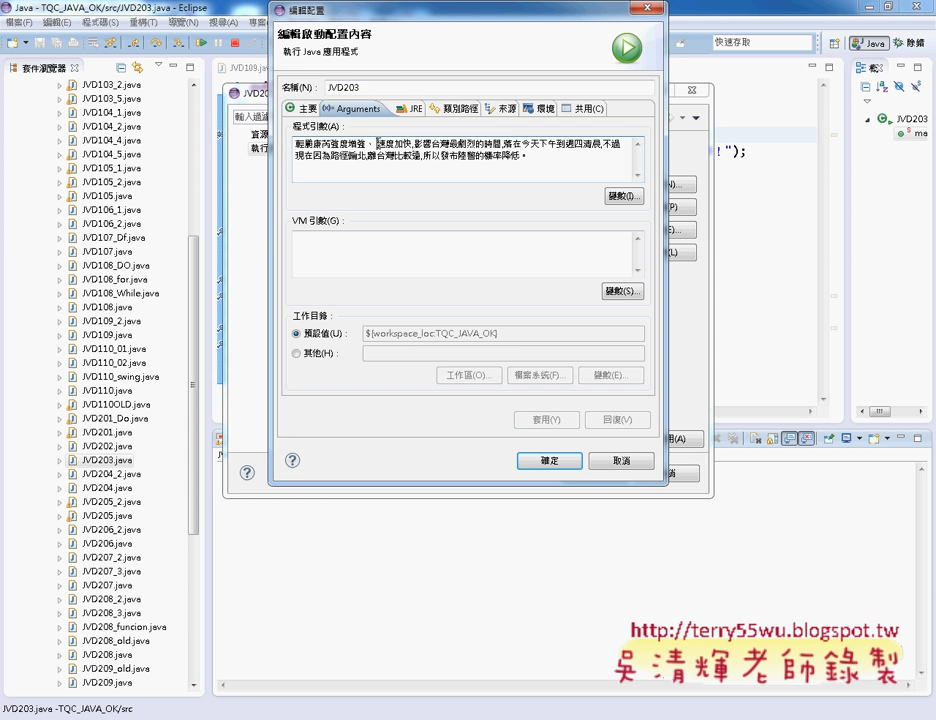 Java - TQC_JAVA_OK/src/JVD203.java - Eclipse
檔案(F) 編輯(E) 程式碼(S) 重構(T) 導覽(N) 搜尋(A) 專案
快速存取
Java
除錯
套件瀏覽器
JVD103_2.java
JVD103_5.java
JVD104_1.java
JVD104_2.java
JVD104_4.java
JVD104_5.java
JVD105_1.java
JVD105_2.java
JVD105.java
JVD106_1.java
JVD106_2.java
JVD107_Df.java
JVD107.java
JVD108_DO.java
JVD108_for.java
JVD108_While.java
JVD108.java
JVD109_2.java
JVD109.java
JVD110_01.java
JVD110_02.java
JVD110_swing.java
JVD110.java
JVD110OLD.java
JVD201_Do.java
JVD201.java
JVD202.java
JVD203.java
JVD204_2.java
JVD204.java
JVD205_2.java
JVD205.java
JVD206_2.java
JVD206.java
JVD207_2.java
JVD207_3.java
JVD207.java
JVD208_2.java
JVD208_3.java
JVD208_funcion.java
JVD208_old.java
JVD208.java
JVD209_old.java
JVD209.java
JVD109.jav
JVD20
輸入過濾
資源
執行
編輯配置
編輯啟動配置內容
執行 Java 應用程式
名稱(N): JVD203
主要 (x)= Arguments JRE 類別路徑 來源 環境 共用(C)
程式引數(A):
輕颱康芮強度增強、速度加快,影響台灣最劇烈的時間,落在今天下午到週四清晨,不過
現在因為路徑偏北,離台灣比較遠,所以發布陸警的機率降低。
變數(I)...
VM 引數(G):
變數(S)...
工作目錄:
預設值(U): ${workspace_loc:TQC_JAVA_OK}
其他(H):
工作區(O)... 檔案系統(F)... 變數(E)...
套用(Y) 回復(V)
確定 取消
!");
JVD203
ma
http://terry55wu.blogspot.tw
吳清輝老師錄製
JVD203.java - TQC_JAVA_OK/src